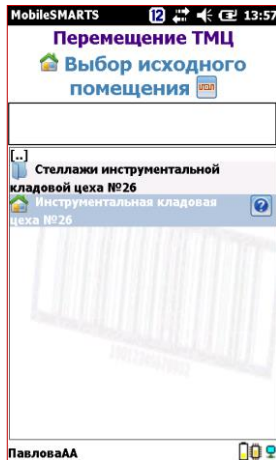 MobileSMARTS 12 13:57
Перемещение ТМЦ
Выбор исходного
помещения
[..]
Стеллажи инструментальной
кладовой цеха №26
Инструментальная кладовая
цеха №26
ПавловаАА